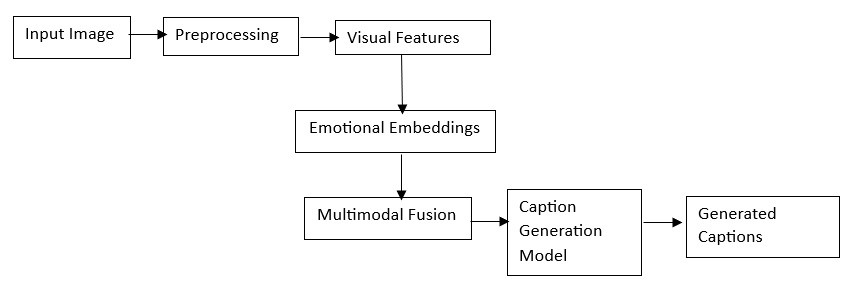 Input Image
Preprocessing
Visual Features
Emotional Embeddings
Multimodal Fusion
Caption
Generation
Model
Generated
Captions